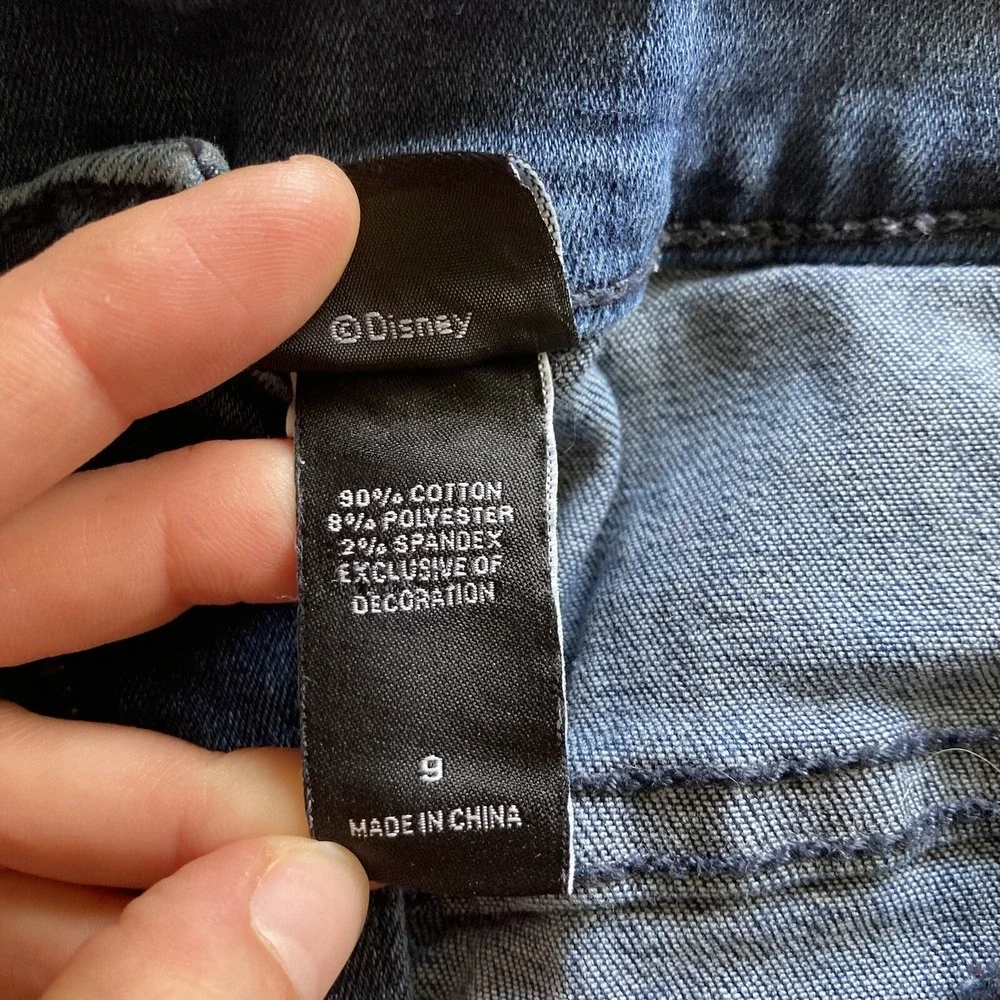 ©Disney
90% COTTON
8% POLYESTER
2% SPANDEX
EXCLUSIVE OF
DECORATION
9
MADE IN CHINA